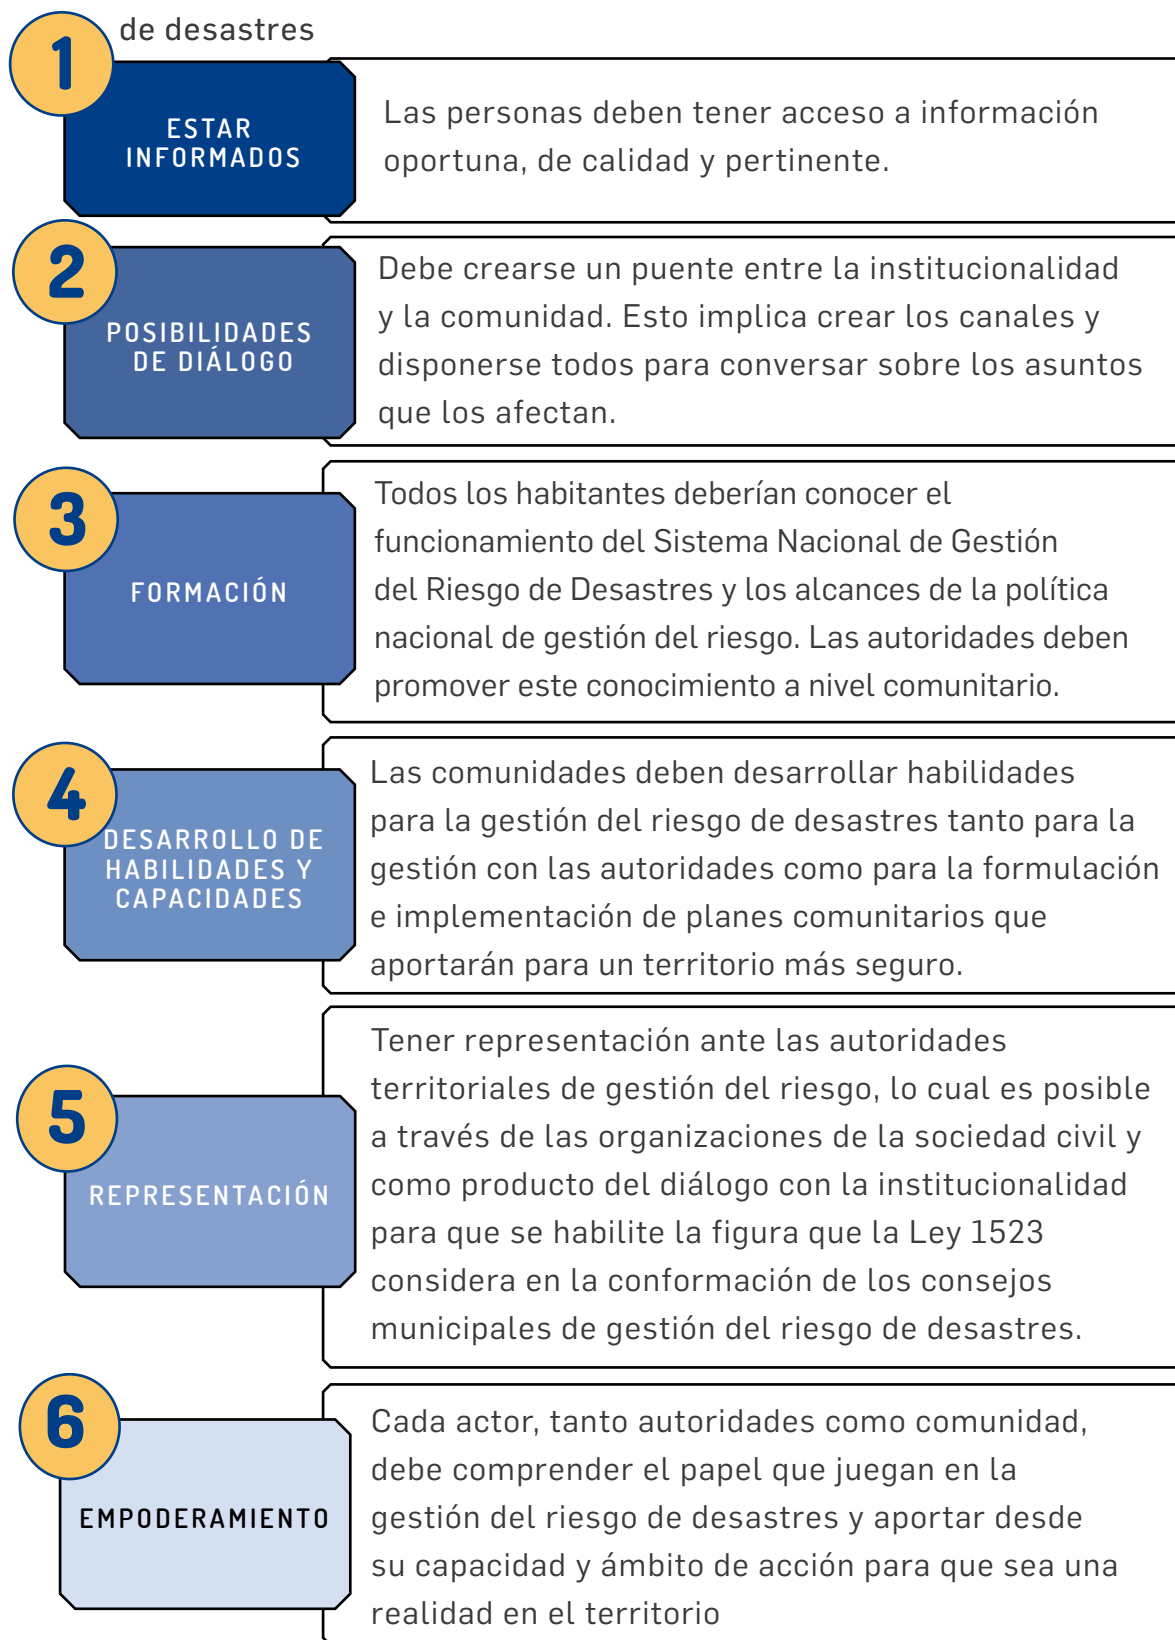 de desastres
1
ESTAR
INFORMADOS
Las personas deben tener acceso a información
oportuna, de calidad y pertinente.
2
POSIBILIDADES
DE DIÁLOGO
Debe crearse un puente entre la institucionalidad
y la comunidad. Esto implica crear los canales y
disponerse todos para conversar sobre los asuntos
que los afectan.
3
FORMACIÓN
Todos los habitantes deberían conocer el
funcionamiento del Sistema Nacional de Gestión
del Riesgo de Desastres y los alcances de la política
nacional de gestión del riesgo. Las autoridades deben
promover este conocimiento a nivel comunitario.
4
DESARROLLO DE
HABILIDADES Y
CAPACIDADES
Las comunidades deben desarrollar habilidades
para la gestión del riesgo de desastres tanto para la
gestión con las autoridades como para la formulación
e implementación de planes comunitarios que
aportarán para un territorio más seguro.
5
REPRESENTACIÓN
Tener representación ante las autoridades
territoriales de gestión del riesgo, lo cual es posible
a través de las organizaciones de la sociedad civil y
como producto del diálogo con la institucionalidad
para que se habilite la figura que la Ley 1523
considera en la conformación de los consejos
municipales de gestión del riesgo de desastres.
6
EMPODERAMIENTO
Cada actor, tanto autoridades como comunidad,
debe comprender el papel que juegan en la
gestión del riesgo de desastres y aportar desde
su capacidad y ámbito de acción para que sea una
realidad en el territorio